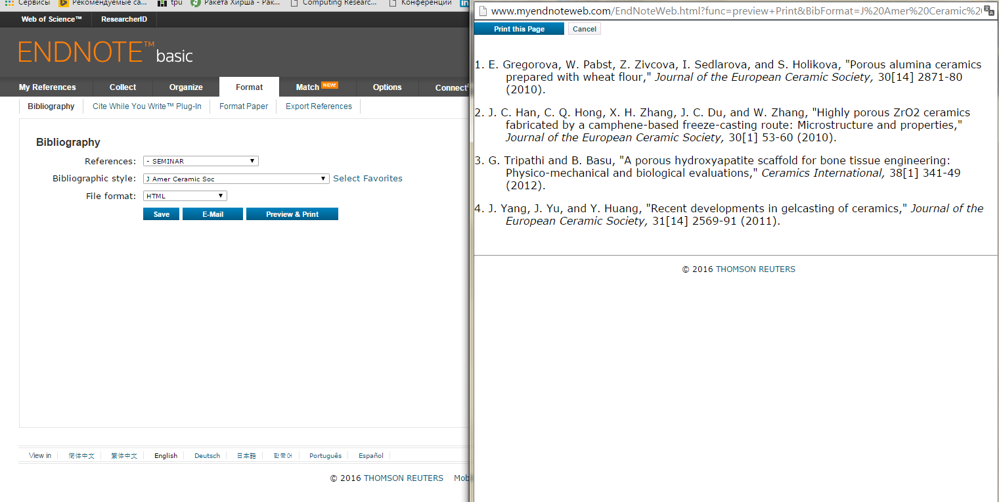 Сервисы
Рекомендуемые са...
tpu
Ракета Хирша - Рак...
Computing Researc...
Конференции
in
Web of Science™
ResearcherID
ENDNOTE™ basic
My References
Collect
Organize
Format
Match NEW!
Options
Connect
Bibliography
Cite While You Write™ Plug-In
Format Paper
Export References
Bibliography
References: - SEMINAR
Bibliographic style: J Amer Ceramic Soc Select Favorites
File format: HTML
Save
E-Mail
Preview & Print
View in
简体中文
繁体中文
English
Deutsch
日本語
한국어
Português
Español
© 2016 THOMSON REUTERS Mob
www.myendnoteweb.com/EndNoteWeb.html?func=preview+Print&BibFormat=J%20Amer%20Ceramic%20
Print this Page
Cancel
1. E. Gregorova, W. Pabst, Z. Zivcova, I. Sedlarova, and S. Holikova, "Porous alumina ceramics
prepared with wheat flour," Journal of the European Ceramic Society, 30[14] 2871-80
(2010).
2. J. C. Han, C. Q. Hong, X. H. Zhang, J. C. Du, and W. Zhang, "Highly porous ZrO2 ceramics
fabricated by a camphene-based freeze-casting route: Microstructure and properties,"
Journal of the European Ceramic Society, 30[1] 53-60 (2010).
3. G. Tripathi and B. Basu, "A porous hydroxyapatite scaffold for bone tissue engineering:
Physico-mechanical and biological evaluations," Ceramics International, 38[1] 341-49
(2012).
4. J. Yang, J. Yu, and Y. Huang, "Recent developments in gelcasting of ceramics," Journal of the
European Ceramic Society, 31[14] 2569-91 (2011).
© 2016 THOMSON REUTERS